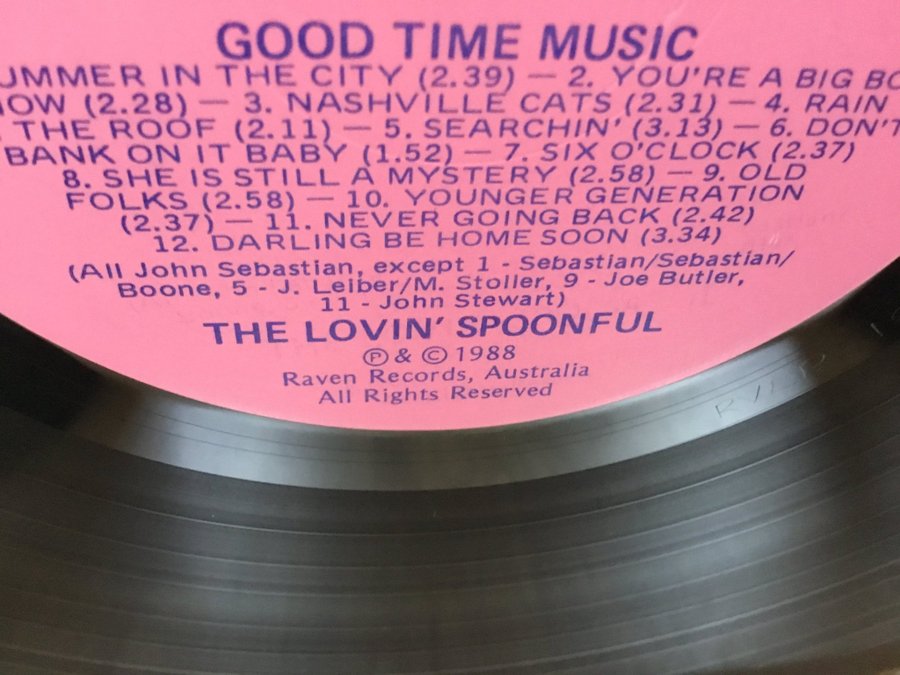 GOOD TIME MUSIC
UMMER IN THE CITY (2.39) — 2. YOU'RE A BIG BO
OW (2.28) — 3. NASHVILLE CATS (2.31) — 4. RAIN
THE ROOF (2.11) — 5. SEARCHIN' (3.13) — 6. DON'T
BANK ON IT BABY (1.52) — 7. SIX O'CLOCK (2.37)
8. SHE IS STILL A MYSTERY (2.58) — 9. OLD
FOLKS (2.58) — 10. YOUNGER GENERATION
(2.37) — 11. NEVER GOING BACK (2.42)
12. DARLING BE HOME SOON (3.34)
(All John Sebastian, except 1 - Sebastian/Sebastian/
Boone, 5 - J. Leiber/M. Stoller, 9 - Joe Butler,
11 - John Stewart)
THE LOVIN' SPOONFUL
Ⓟ & © 1988
Raven Records, Australia
All Rights Reserved